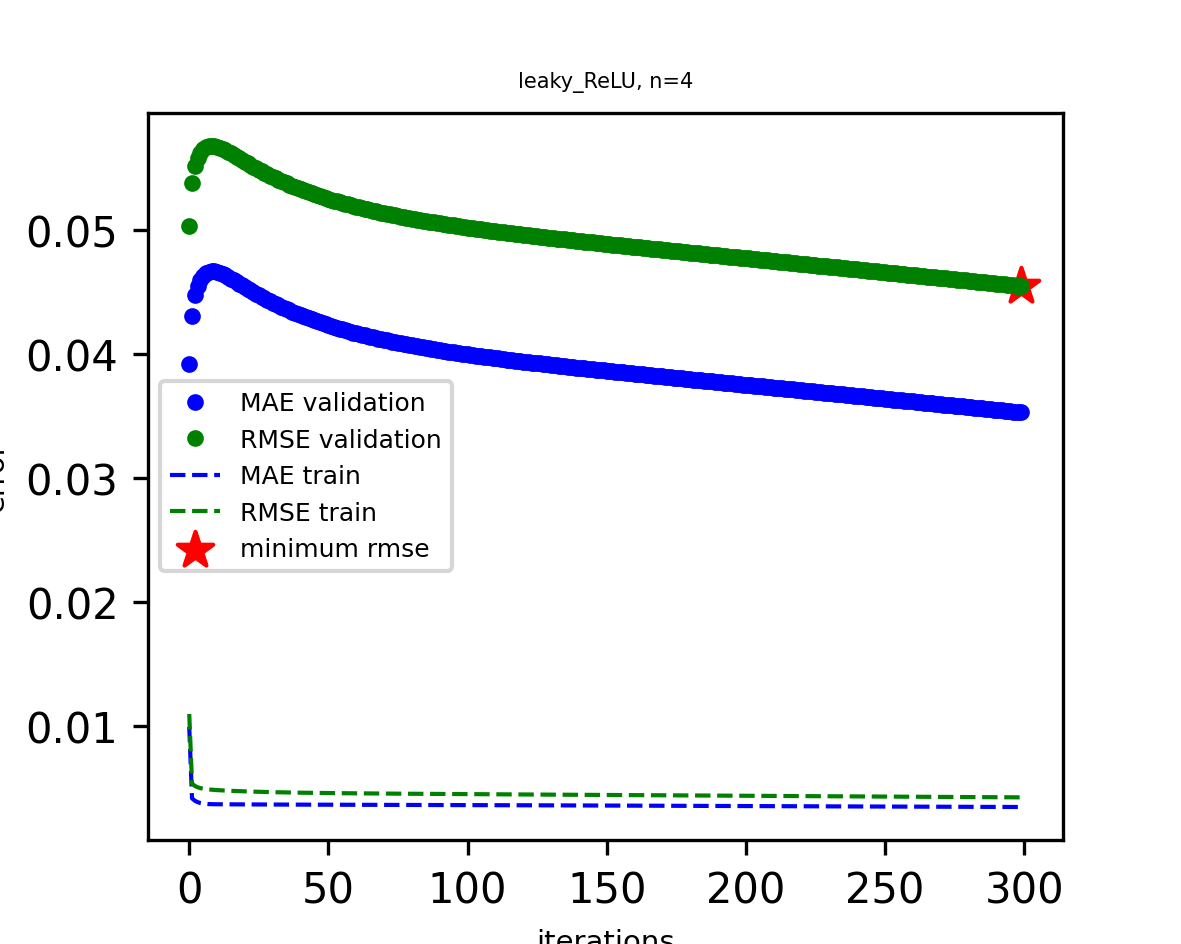 leaky_ReLU, n=4
0.05
0.04
0.03
0.02
0.01
MAE validation
RMSE validation
MAE train
RMSE train
minimum rmse
0 50 100 150 200 250 300
iterations